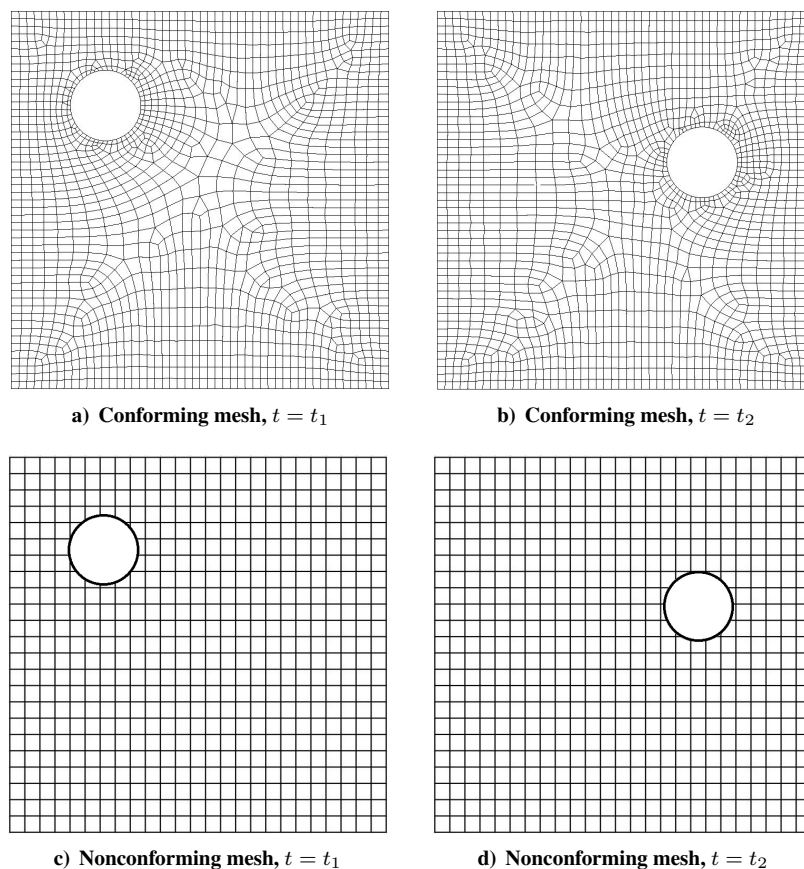 a) Conforming mesh, t = t₁
b) Conforming mesh, t = t₂
c) Nonconforming mesh, t = t₁
d) Nonconforming mesh, t = t₂